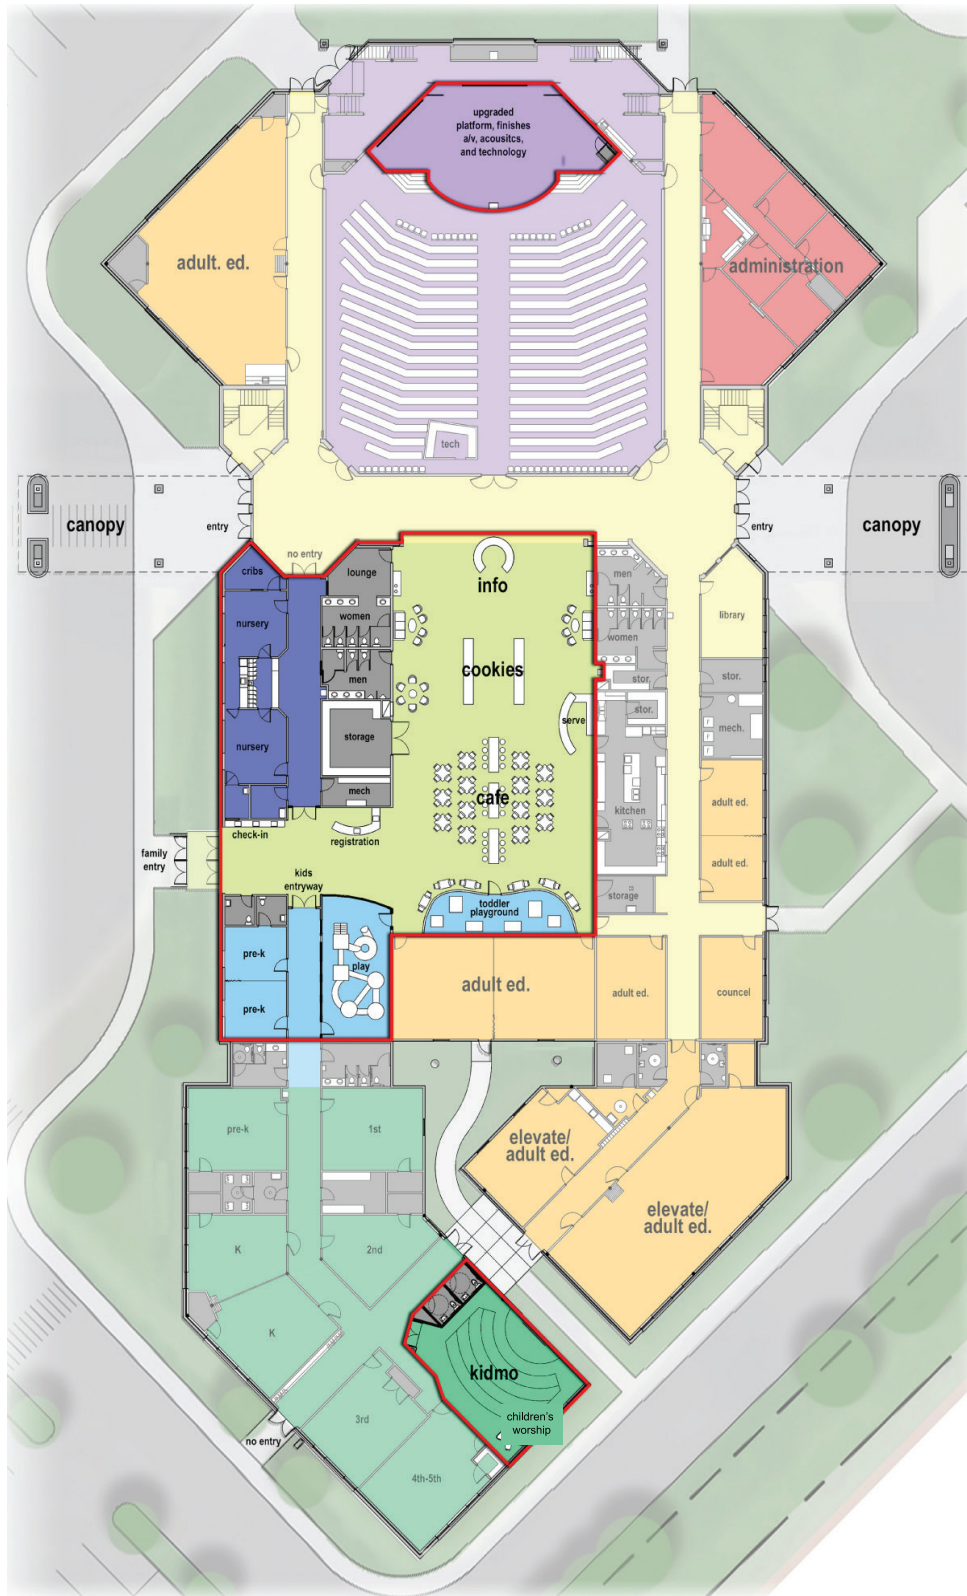 upgraded
platform, finishes
a/v, acousitcs,
and technology
adult. ed.
administration
tech
canopy
entry
entry
canopy
no entry
cribs
lounge
info
men
nursery
women
women
library
cookies
men
stor.
stor.
stor.
serve
mech.
nursery
storage
mech
cafe
kitchen
adult ed.
check-in
registration
family
entry
adult ed.
kids
entryway
toddler
playground
storage
pre-k
play
adult ed.
adult ed.
councel
pre-k
pre-k
1st
elevate/
adult ed.
elevate/
adult ed.
K
2nd
K
kidmo
children's
worship
3rd
no entry
4th-5th